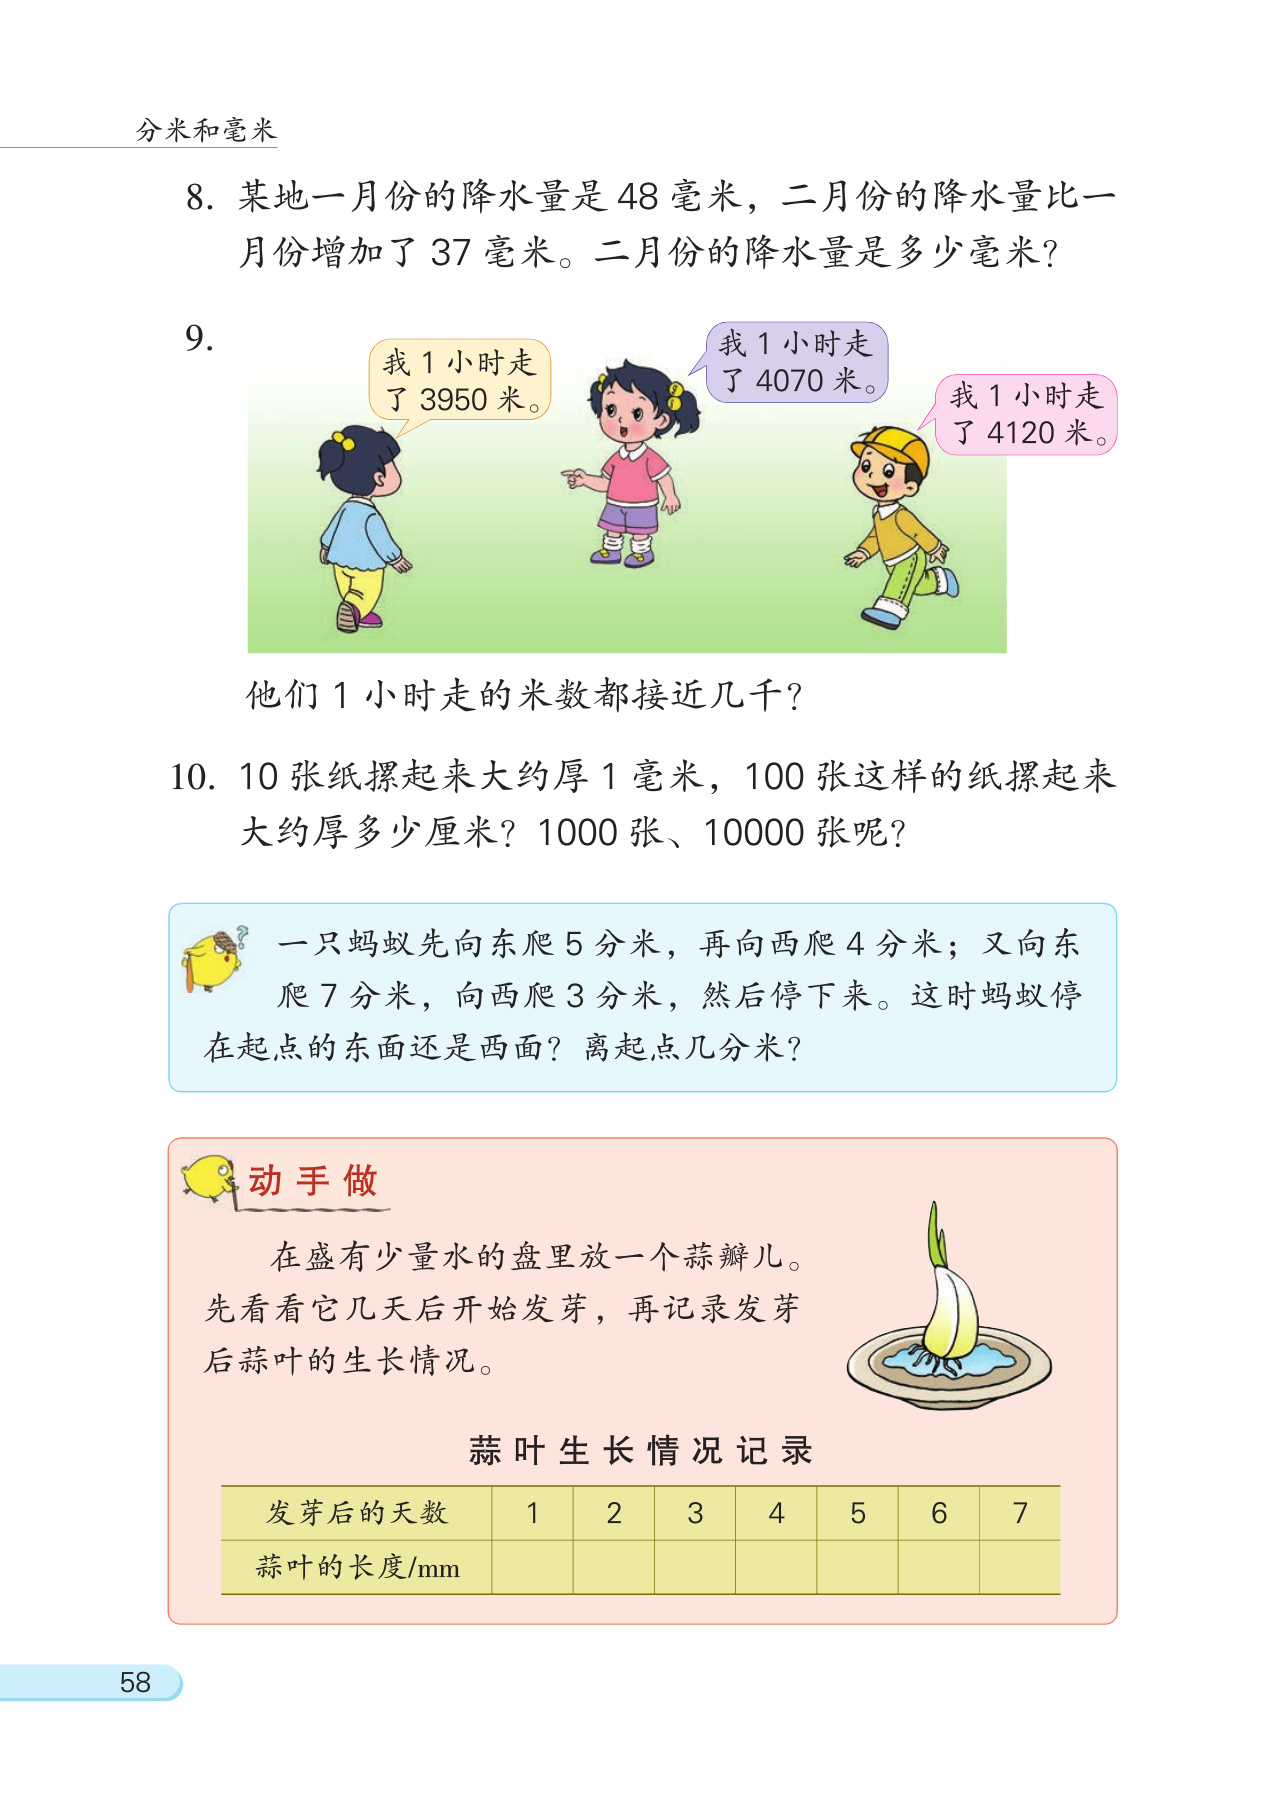 分米和毫米
8. 某地一月份的降水量是 48 毫米，二月份的降水量比一
月份增加了 37 毫米。二月份的降水量是多少毫米？
9.
我 1 小时走
了 3950 米。
我 1 小时走
了 4070 米。
我 1 小时走
了 4120 米。
他们 1 小时走的米数都接近几千？
10. 10 张纸摞起来大约厚 1 毫米，100 张这样的纸摞起来
大约厚多少厘米？1000 张、10000 张呢？
一只蚂蚁先向东爬 5 分米，再向西爬 4 分米；又向东
爬 7 分米，向西爬 3 分米，然后停下来。这时蚂蚁停
在起点的东面还是西面？离起点几分米？
动手做
在盛有少量水的盘里放一个蒜瓣儿。
先看看它几天后开始发芽，再记录发芽
后蒜叶的生长情况。
蒜叶生长情况记录
发芽后的天数 1 2 3 4 5 6 7
蒜叶的长度/mm
58